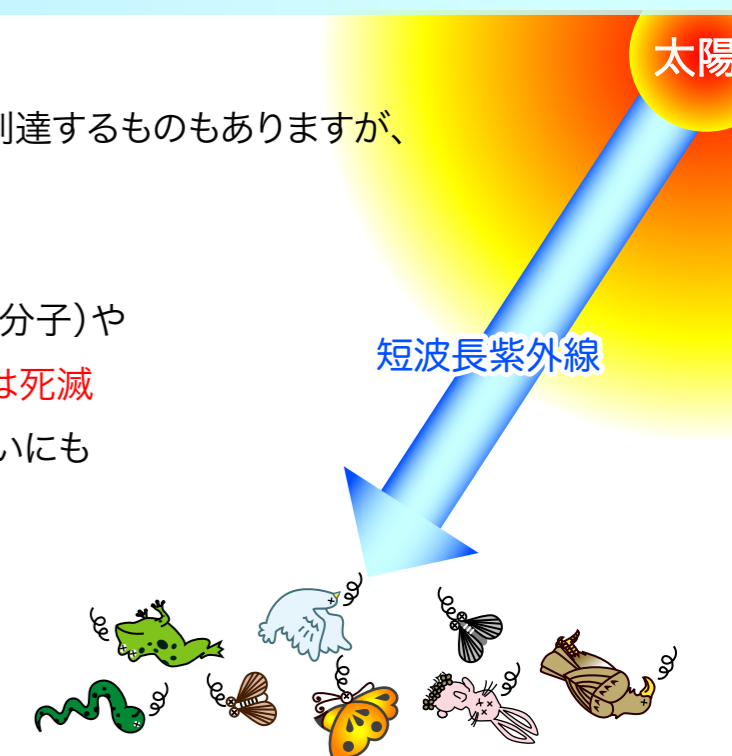 太陽
到達するものもありますが、
分子)や
は死滅
短波長紫外線
いにも